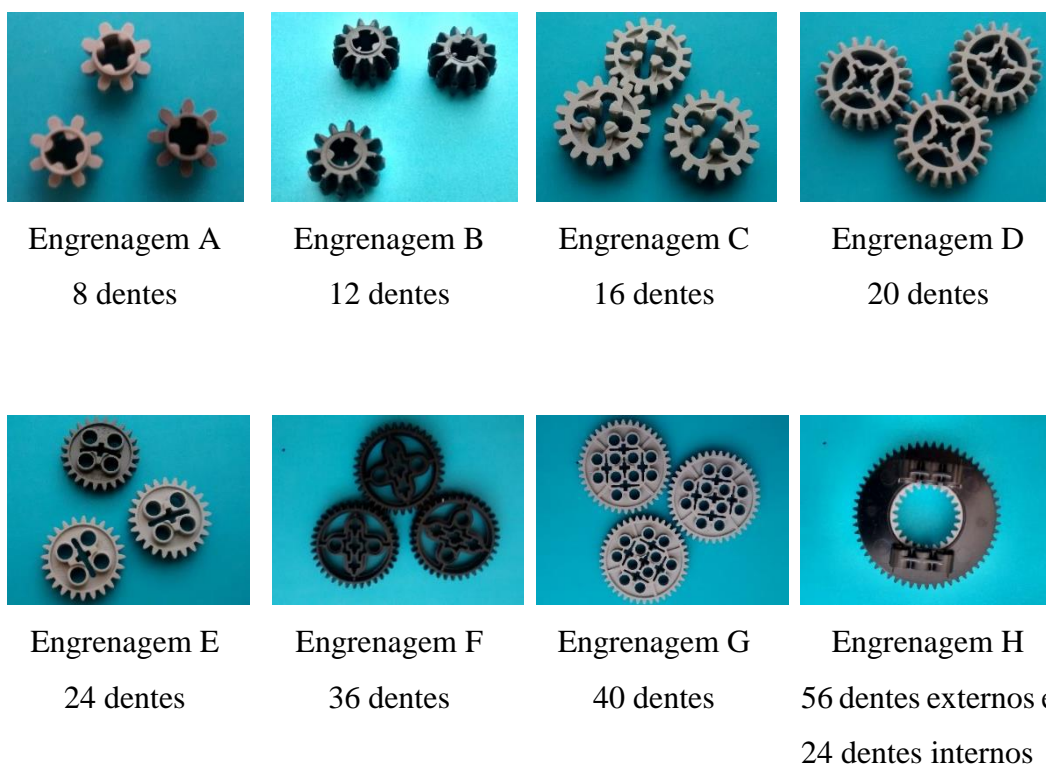 Engrenagem A
8 dentes
Engrenagem B
12 dentes
Engrenagem C
16 dentes
Engrenagem D
20 dentes
Engrenagem E
24 dentes
Engrenagem F
36 dentes
Engrenagem G
40 dentes
Engrenagem H
56 dentes externos e
24 dentes internos